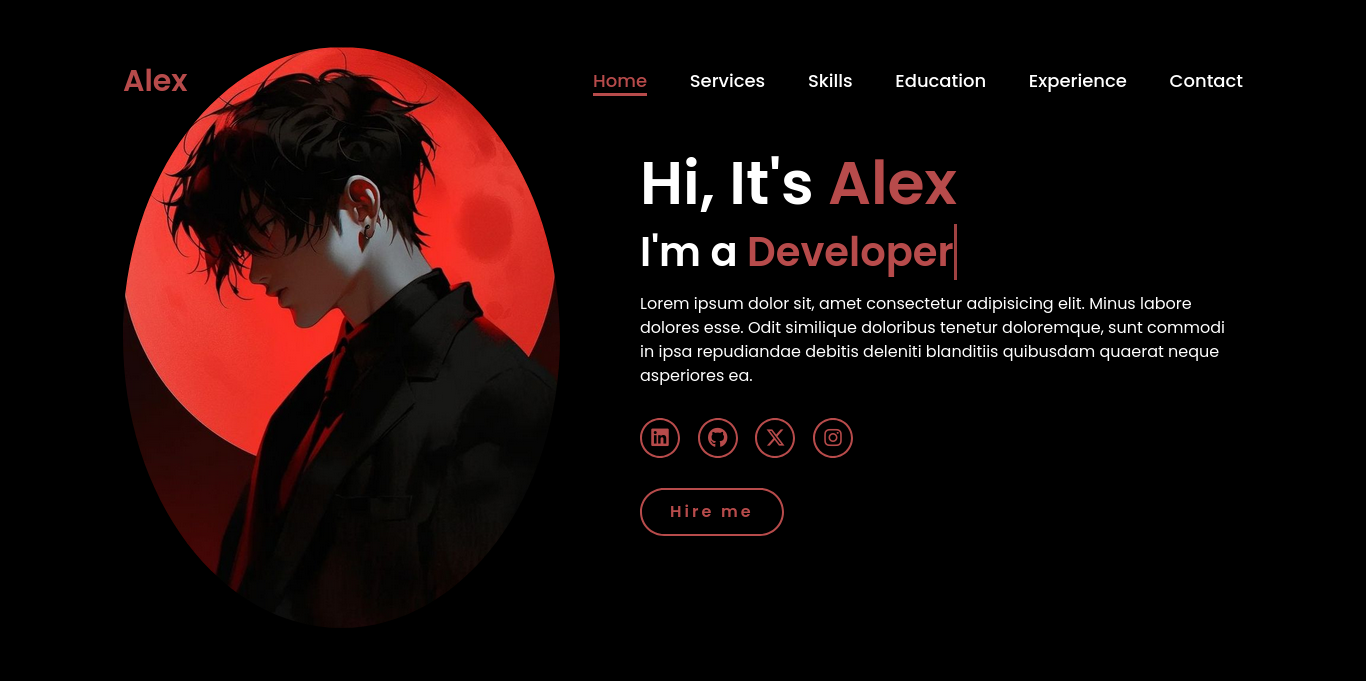 Alex
Home Services Skills Education Experience Contact
Hi, It's Alex
I'm a Developer
Lorem ipsum dolor sit, amet consectetur adipisicing elit. Minus labore
dolores esse. Odit similique doloribus tenetur doloremque, sunt commodi
in ipsa repudiandae debitis deleniti blanditiis quibusdam quaerat neque
asperiores ea.
Hire me